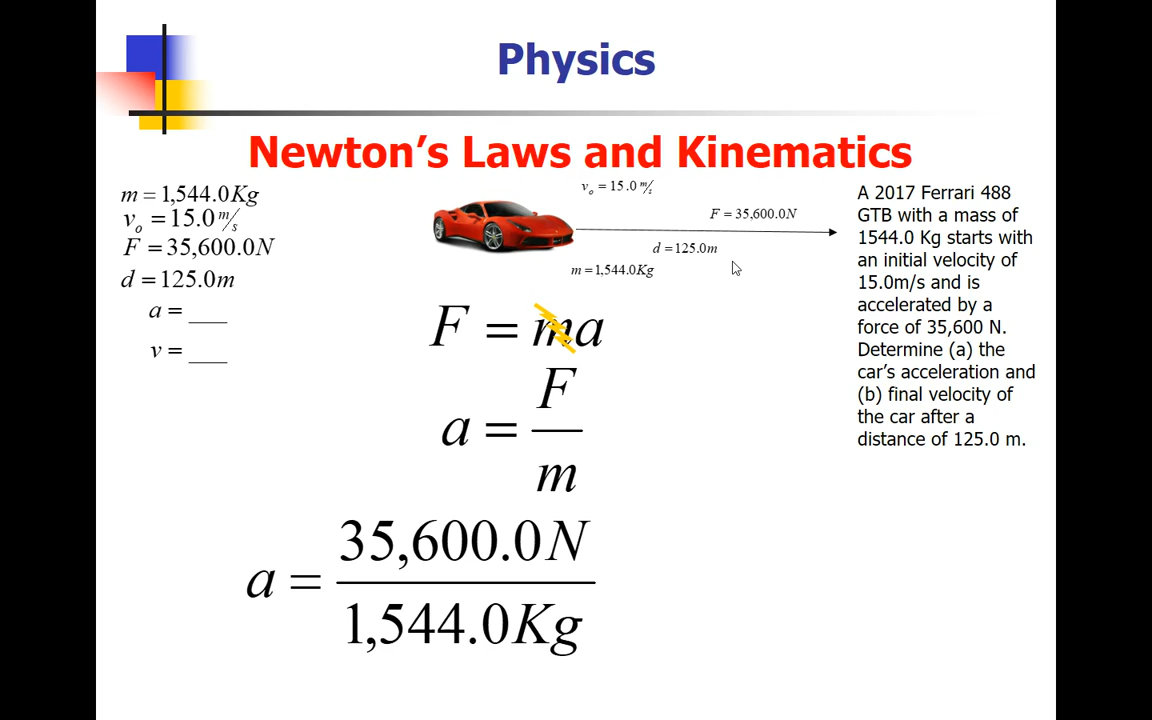 Physics
Newton's Laws and Kinematics
m = 1,544.0Kg
vo = 15.0 m/s
F = 35,600.0N
d = 125.0m
a = ___
v = ___
vo = 15.0 m/s
F = 35,600.0N
d = 125.0m
m = 1,544.0Kg
F = ma
a = F/m
a = 35,600.0N/1,544.0Kg
A 2017 Ferrari 488
GTB with a mass of
1544.0 Kg starts with
an initial velocity of
15.0m/s and is
accelerated by a
force of 35,600 N.
Determine (a) the
car's acceleration and
(b) final velocity of
the car after a
distance of 125.0 m.